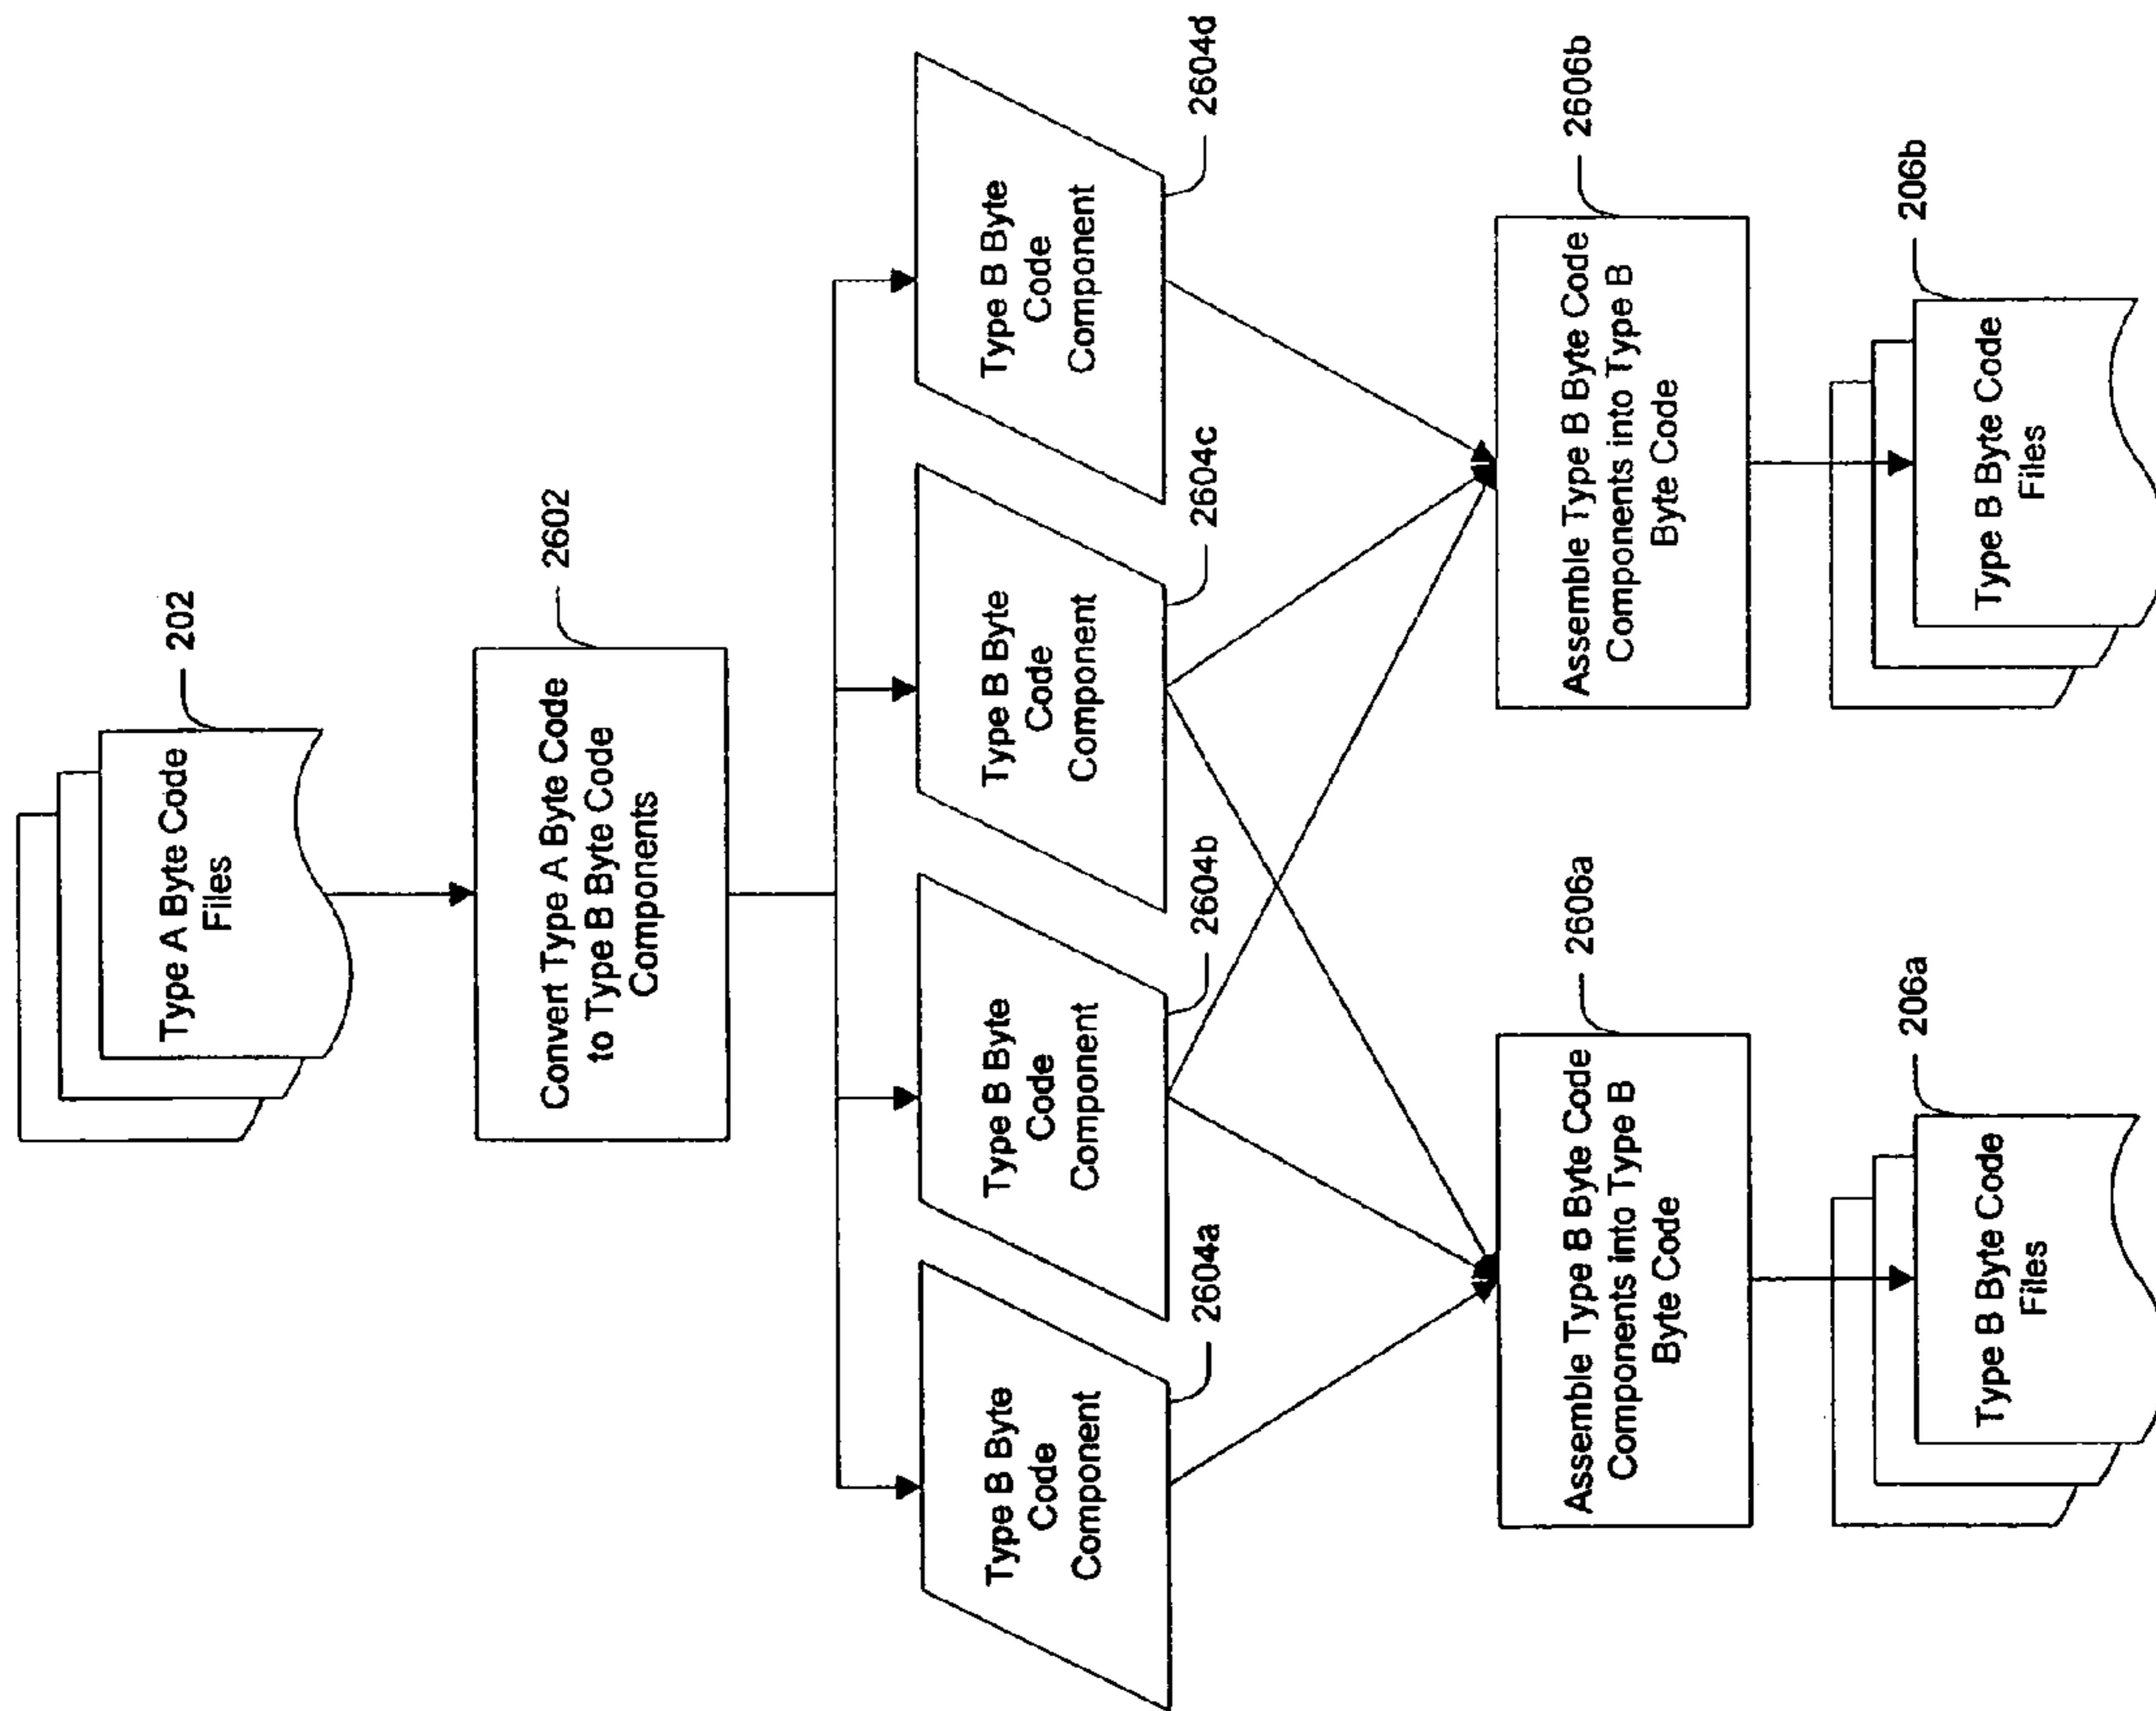 Type A Byte Code
Files
202
Convert Type A Byte Code
to Type B Byte Code
Components
2602
Type B Byte
Code
Component
2604a
Type B Byte
Code
Component
2604b
Type B Byte
Code
Component
2604c
Type B Byte
Code
Component
2604d
Assemble Type B Byte Code
Components into Type B
Byte Code
2606a
Assemble Type B Byte Code
Components into Type B
Byte Code
2606b
Type B Byte Code
Files
206a
Type B Byte Code
Files
206b